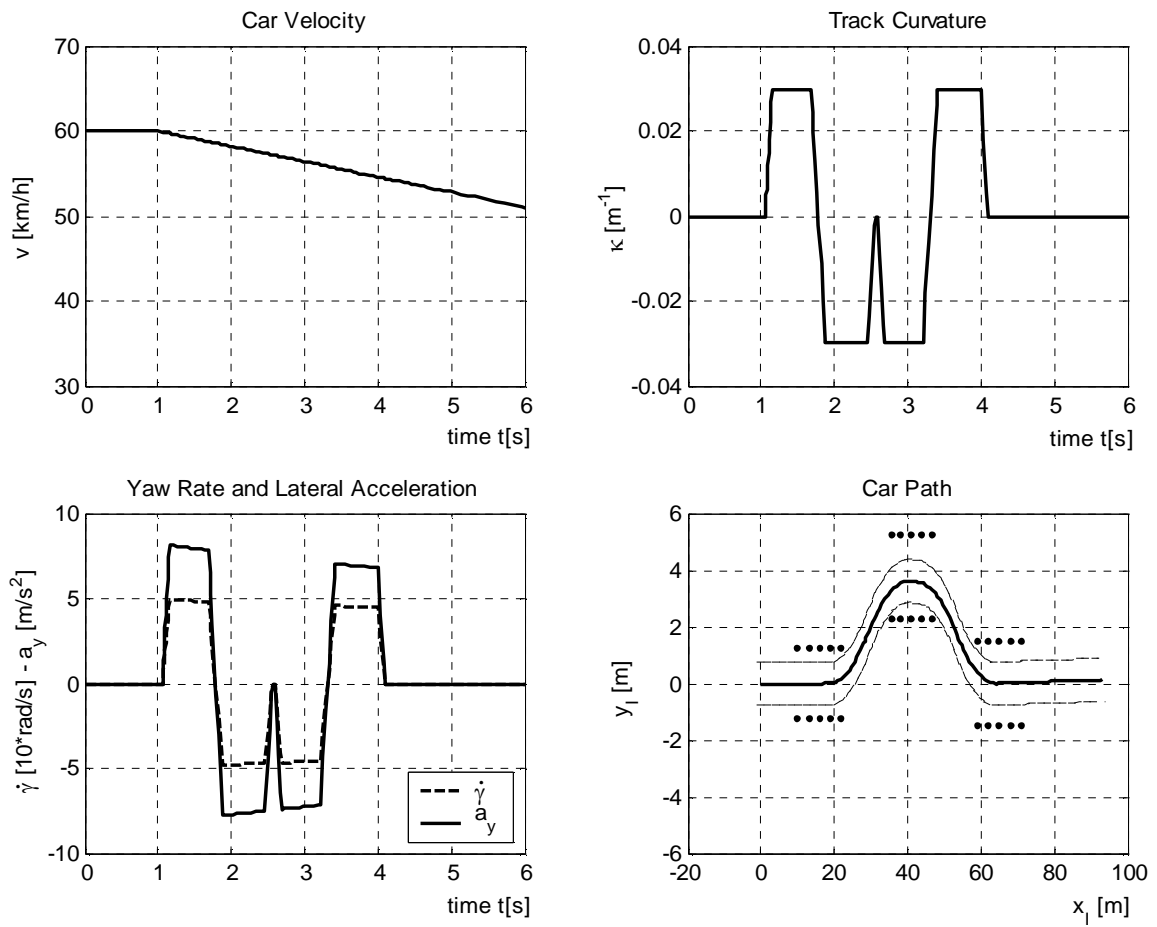 Car Velocity
70
60
50
40
30
v [km/h]
0 1 2 3 4 5 6
time t[s]
Track Curvature
0.04
0.02
0
-0.02
-0.04
κ [m⁻¹]
0 1 2 3 4 5 6
time t[s]
Yaw Rate and Lateral Acceleration
10
5
0
-5
-10
γ̇ [10*rad/s] - a_y [m/s²]
γ̇
a_y
0 1 2 3 4 5 6
time t[s]
Car Path
6
4
2
0
-2
-4
-6
y_I [m]
-20 0 20 40 60 80 100
x_I [m]